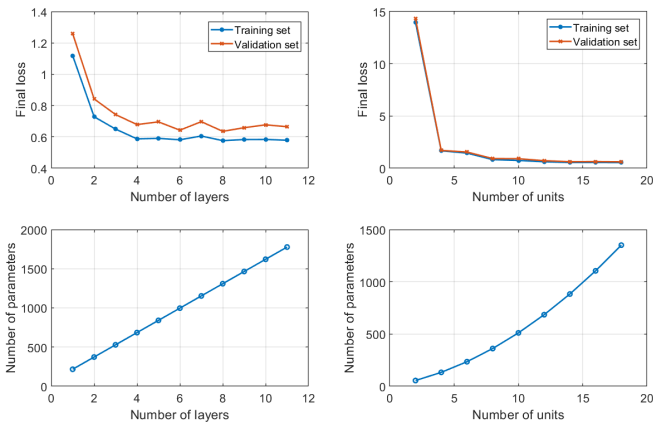 Training set
Validation set
Final loss
1.4
1.2
1
0.8
0.6
0.4
0 2 4 6 8 10 12
Number of layers
Training set
Validation set
Final loss
15
10
5
0
0 5 10 15 20
Number of units
Number of parameters
2000
1500
1000
500
0
0 2 4 6 8 10 12
Number of layers
Number of parameters
1500
1000
500
0
0 5 10 15 20
Number of units